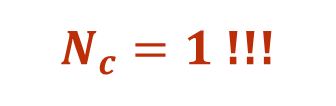 N_c = 1 !!!